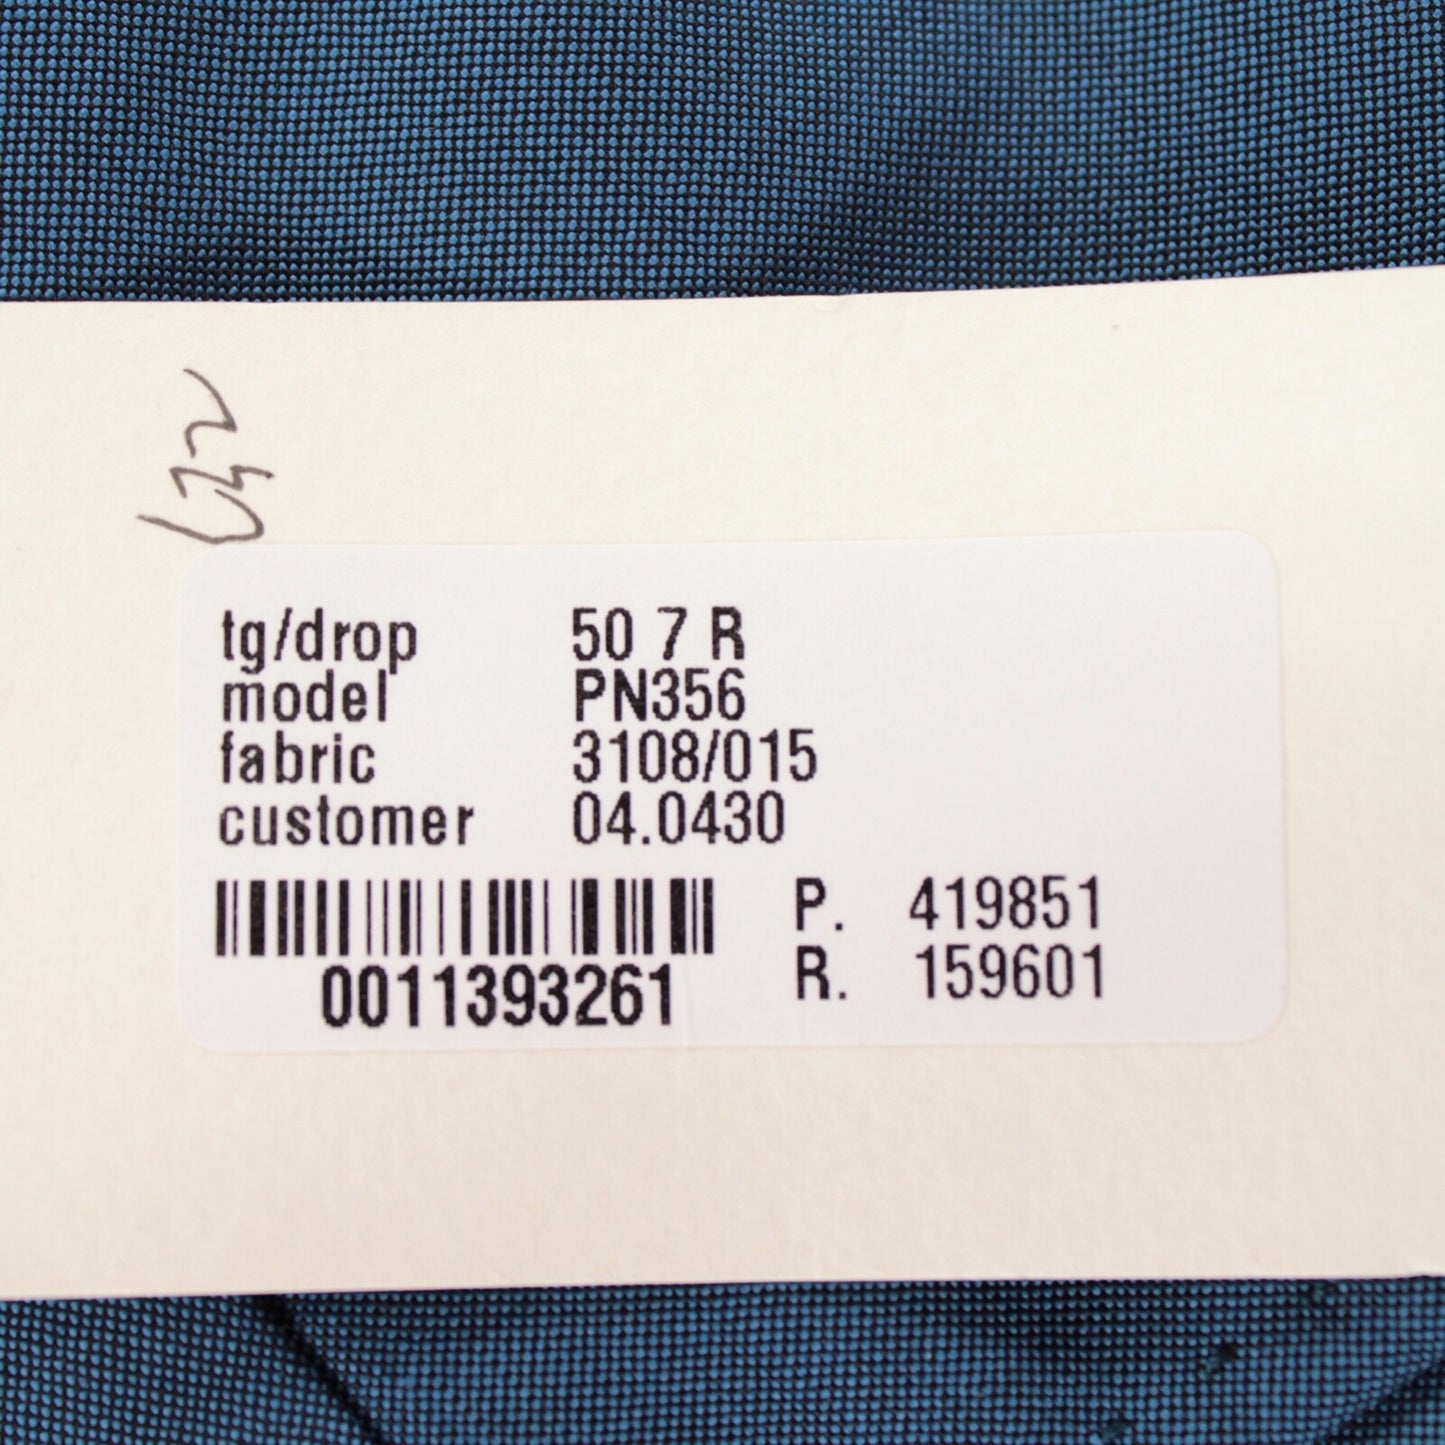 tg/drop 50 7 R
model PN356
fabric 3108/015
customer 04.0430
P. 419851
R. 159601
0011393261